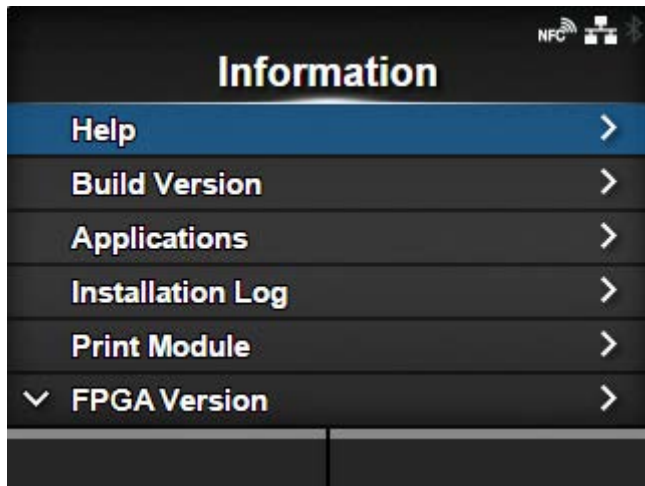 NFC
Information
Help
Build Version
Applications
Installation Log
Print Module
FPGA Version